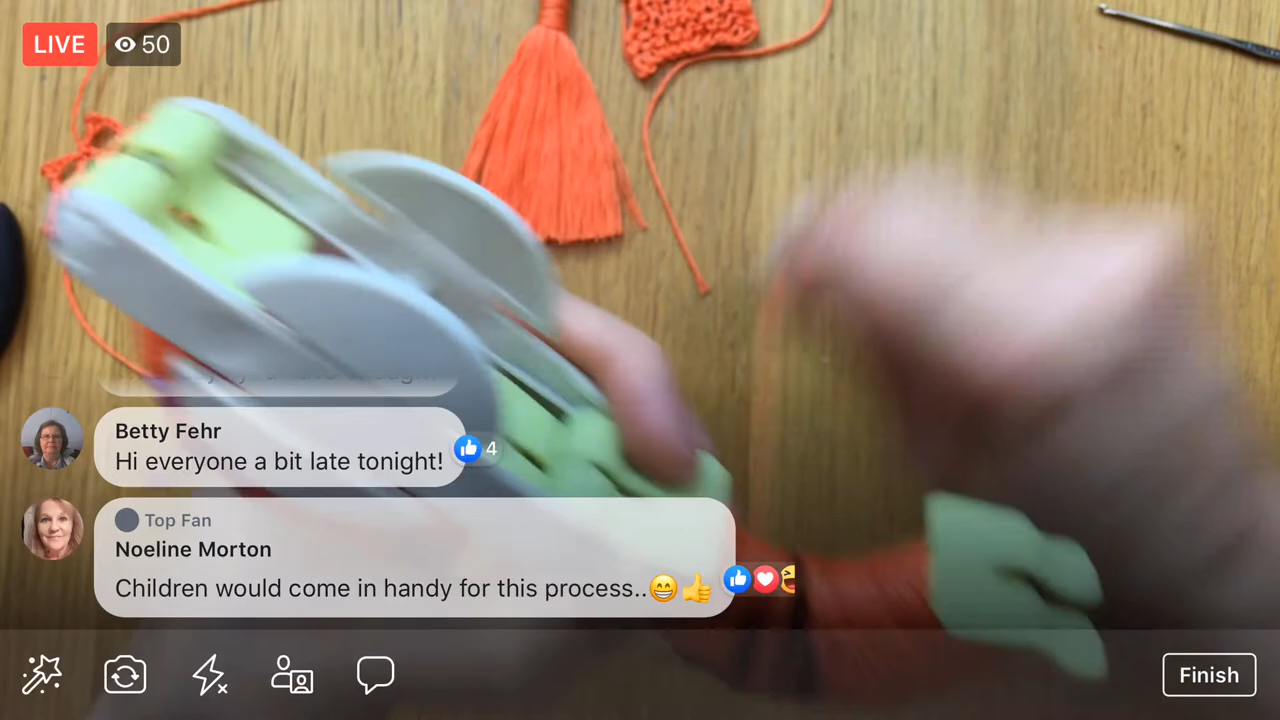 LIVE
50
Betty Fehr
Hi everyone a bit late tonight!
4
Top Fan
Noeline Morton
Children would come in handy for this process..😁👍
Finish